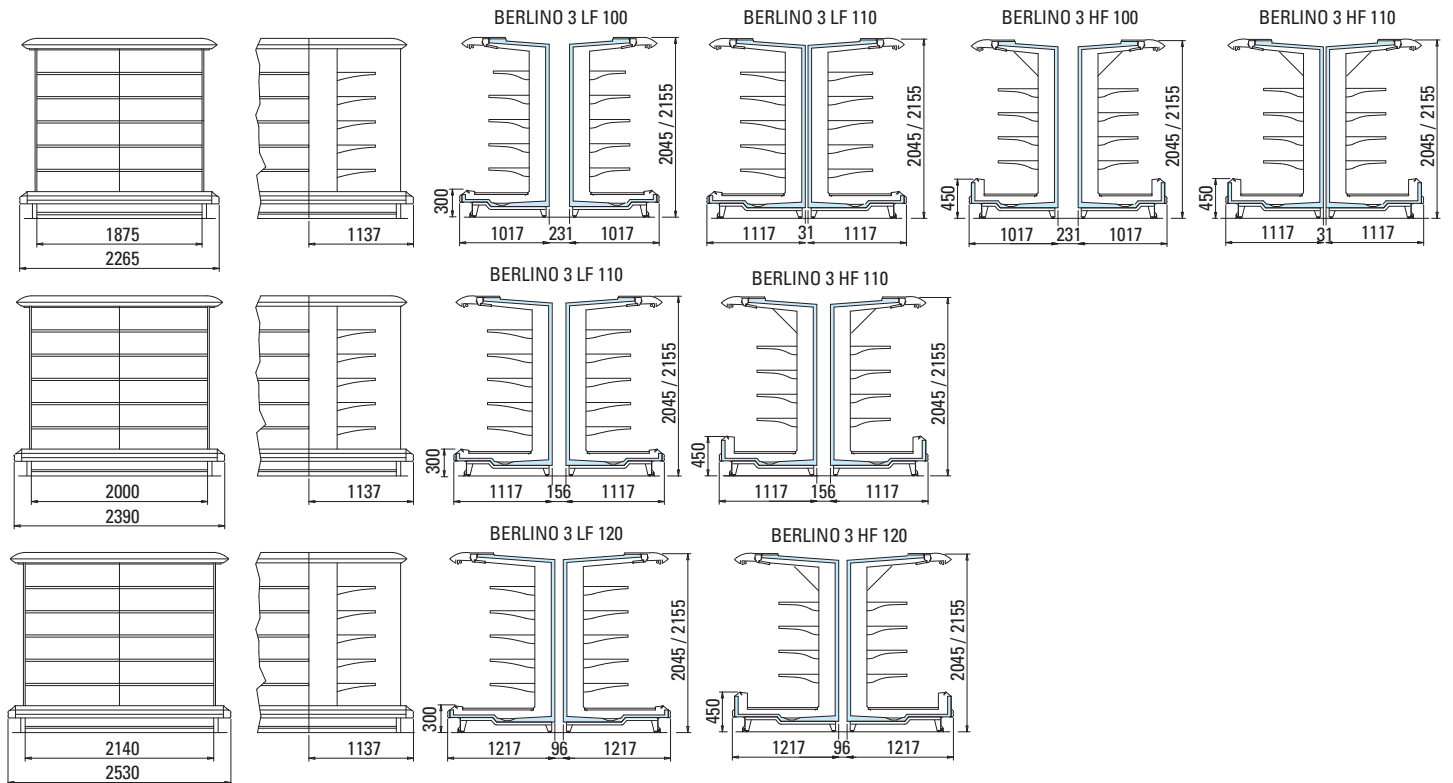 BERLINO 3 LF 100
BERLINO 3 LF 110
BERLINO 3 HF 100
BERLINO 3 HF 110
2045 / 2155
2045 / 2155
2045 / 2155
2045 / 2155
300
450
450
1875
2265
1137
1017 231 1017
1117 31 1117
1017 231 1017
1117 31 1117
BERLINO 3 LF 110
BERLINO 3 HF 110
2045 / 2155
2045 / 2155
300
450
2000
2390
1137
1117 156 1117
1117 156 1117
BERLINO 3 LF 120
BERLINO 3 HF 120
2045 / 2155
2045 / 2155
300
450
2140
2530
1137
1217 96 1217
1217 96 1217